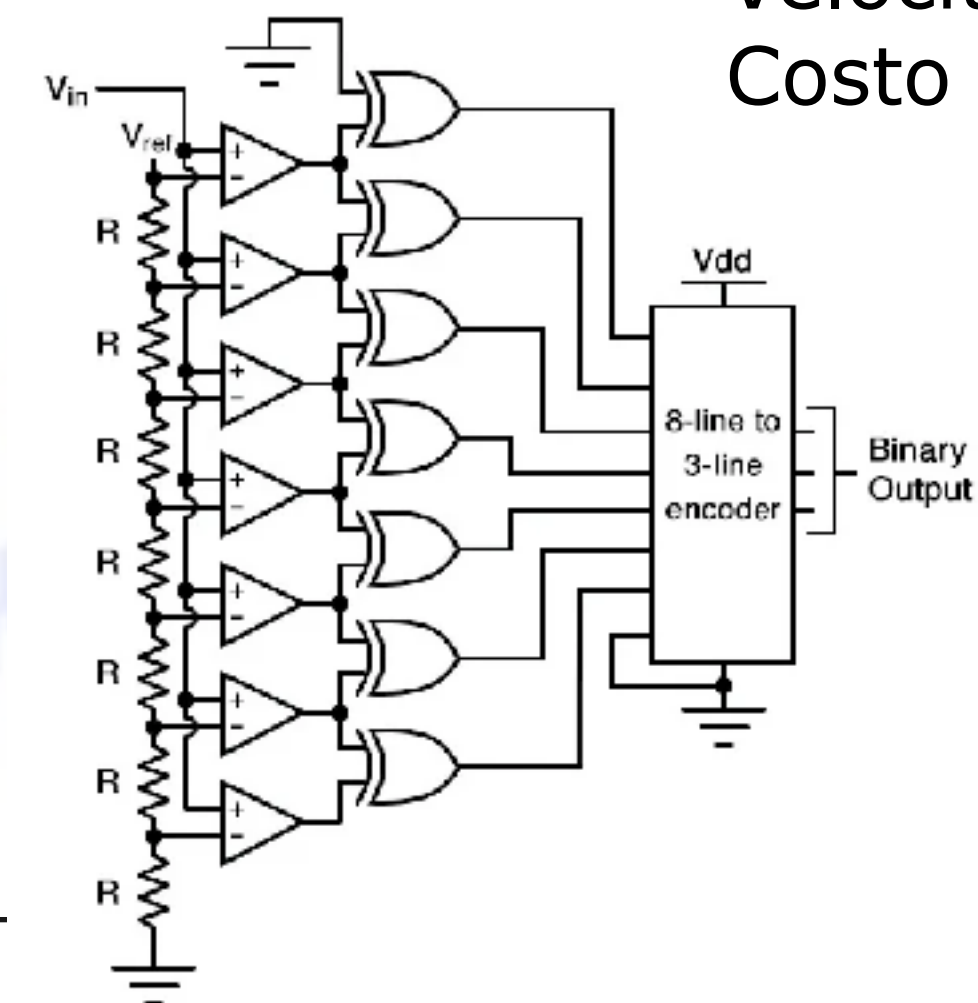 Costo
Vin
Vref
+
−
R
+
−
R
+
−
R
+
−
R
+
−
R
+
−
R
+
−
R
Vdd
8-line to
3-line
encoder
Binary
Output